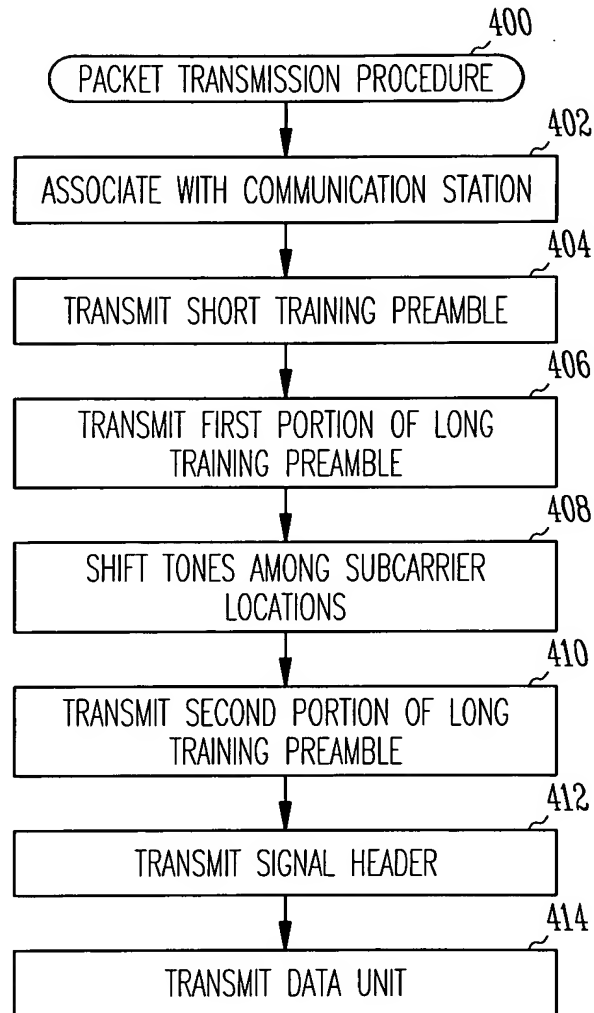 400
PACKET TRANSMISSION PROCEDURE
402
ASSOCIATE WITH COMMUNICATION STATION
404
TRANSMIT SHORT TRAINING PREAMBLE
406
TRANSMIT FIRST PORTION OF LONG
TRAINING PREAMBLE
408
SHIFT TONES AMONG SUBCARRIER
LOCATIONS
410
TRANSMIT SECOND PORTION OF LONG
TRAINING PREAMBLE
412
TRANSMIT SIGNAL HEADER
414
TRANSMIT DATA UNIT